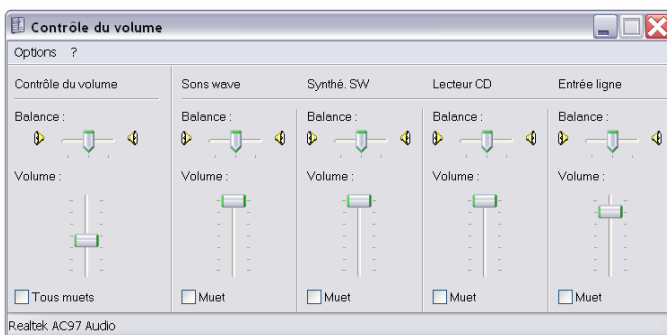 Contrôle du volume
Options ?
Contrôle du volume Sons wave Synthé. SW Lecteur CD Entrée ligne
Balance : Balance : Balance : Balance : Balance :
Volume : Volume : Volume : Volume : Volume :
Tous muets Muet Muet Muet Muet
Realtek AC97 Audio